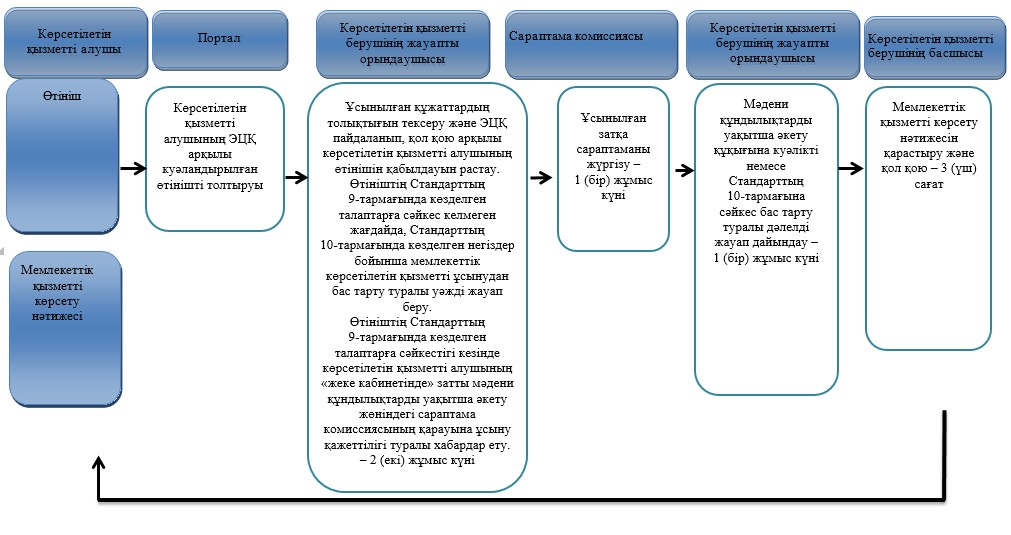 Көрсетілетін
қызметті алушы
Портал
Көрсетілетін қызметті
берушінің жауапты
орындаушысы
Сараптама комиссиясы
Көрсетілетін қызметті
берушінің жауапты
орындаушысы
Көрсетілетін қызметті
берушінің басшысы
Өтініш
Мемлекеттік
қызметті
көрсету
нәтижесі
Көрсетілетін
қызметті
алушының ЭЦҚ
арқылы
куәландырылған
өтінішті толтыруы
Ұсынылған құжаттардың
толықтығын тексеру және ЭЦҚ
пайдаланып, қол қою арқылы
көрсетілетін қызметті алушының
өтінішін қабылдауын растау.
Өтініштің Стандарттың
9-тармағында көзделген
талаптарға сәйкес келмеген
жағдайда, Стандарттың
10-тармағында көзделген негіздер
бойынша мемлекеттік
көрсетілетін қызметті ұсынудан
бас тарту туралы уәжді жауап
беру.
Өтініштің Стандарттың
9-тармағында көзделген
талаптарға сәйкестігі кезінде
көрсетілетін қызметті алушының
«жеке кабинетінде» затты мәдени
құндылықтарды уақытша әкету
жөніндегі сараптама
комиссиясының қарауына ұсыну
қажеттілігі туралы хабардар ету.
– 2 (екі) жұмыс күні
Ұсынылған
затқа
сараптаманы
жүргізу –
1 (бір) жұмыс
күні
Мәдени
құндылықтарды
уақытша әкету
құқығына куәлікті
немесе
Стандарттың
10-тармағына
сәйкес бас тарту
туралы дәлелді
жауап дайындау –
1 (бір) жұмыс күні
Мемлекеттік
қызметті көрсету
нәтижесін
қарастыру және
қол қою – 3 (үш)
сағат